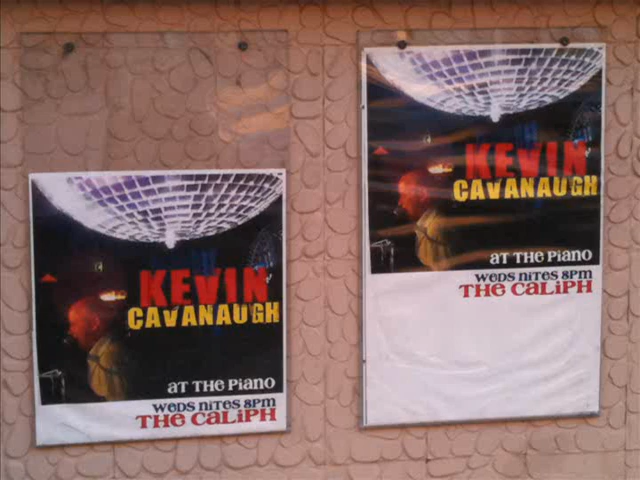 KEVIN
CAVANAUGH
AT THE PiANO
WEDS NiTES 8PM
THE CALiPH
KEVIN
CAVANAUGH
AT THE PiANO
WEDS NiTES 8PM
THE CALiPH